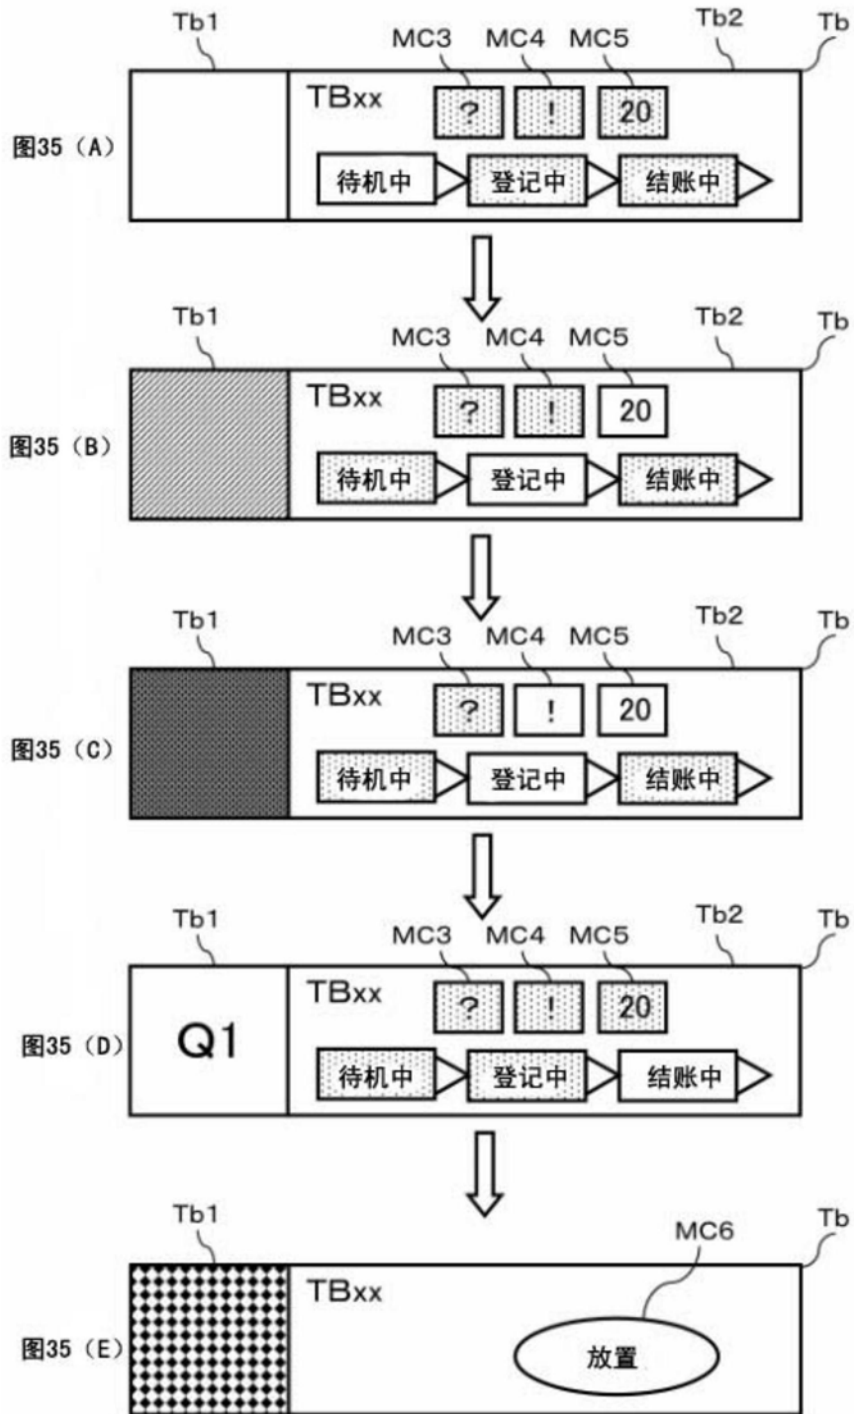 Tb1 Tb2 Tb
MC3 MC4 MC5
TBxx
? ! 20
图35（A）
待机中 登记中 结账中
Tb1 Tb2 Tb
MC3 MC4 MC5
TBxx
? ! 20
图35（B）
待机中 登记中 结账中
Tb1 Tb2 Tb
MC3 MC4 MC5
TBxx
? ! 20
图35（C）
待机中 登记中 结账中
Tb1 Tb2 Tb
MC3 MC4 MC5
TBxx
? ! 20
图35（D）
Q1
待机中 登记中 结账中
Tb1 Tb
MC6
TBxx
图35（E）
放置